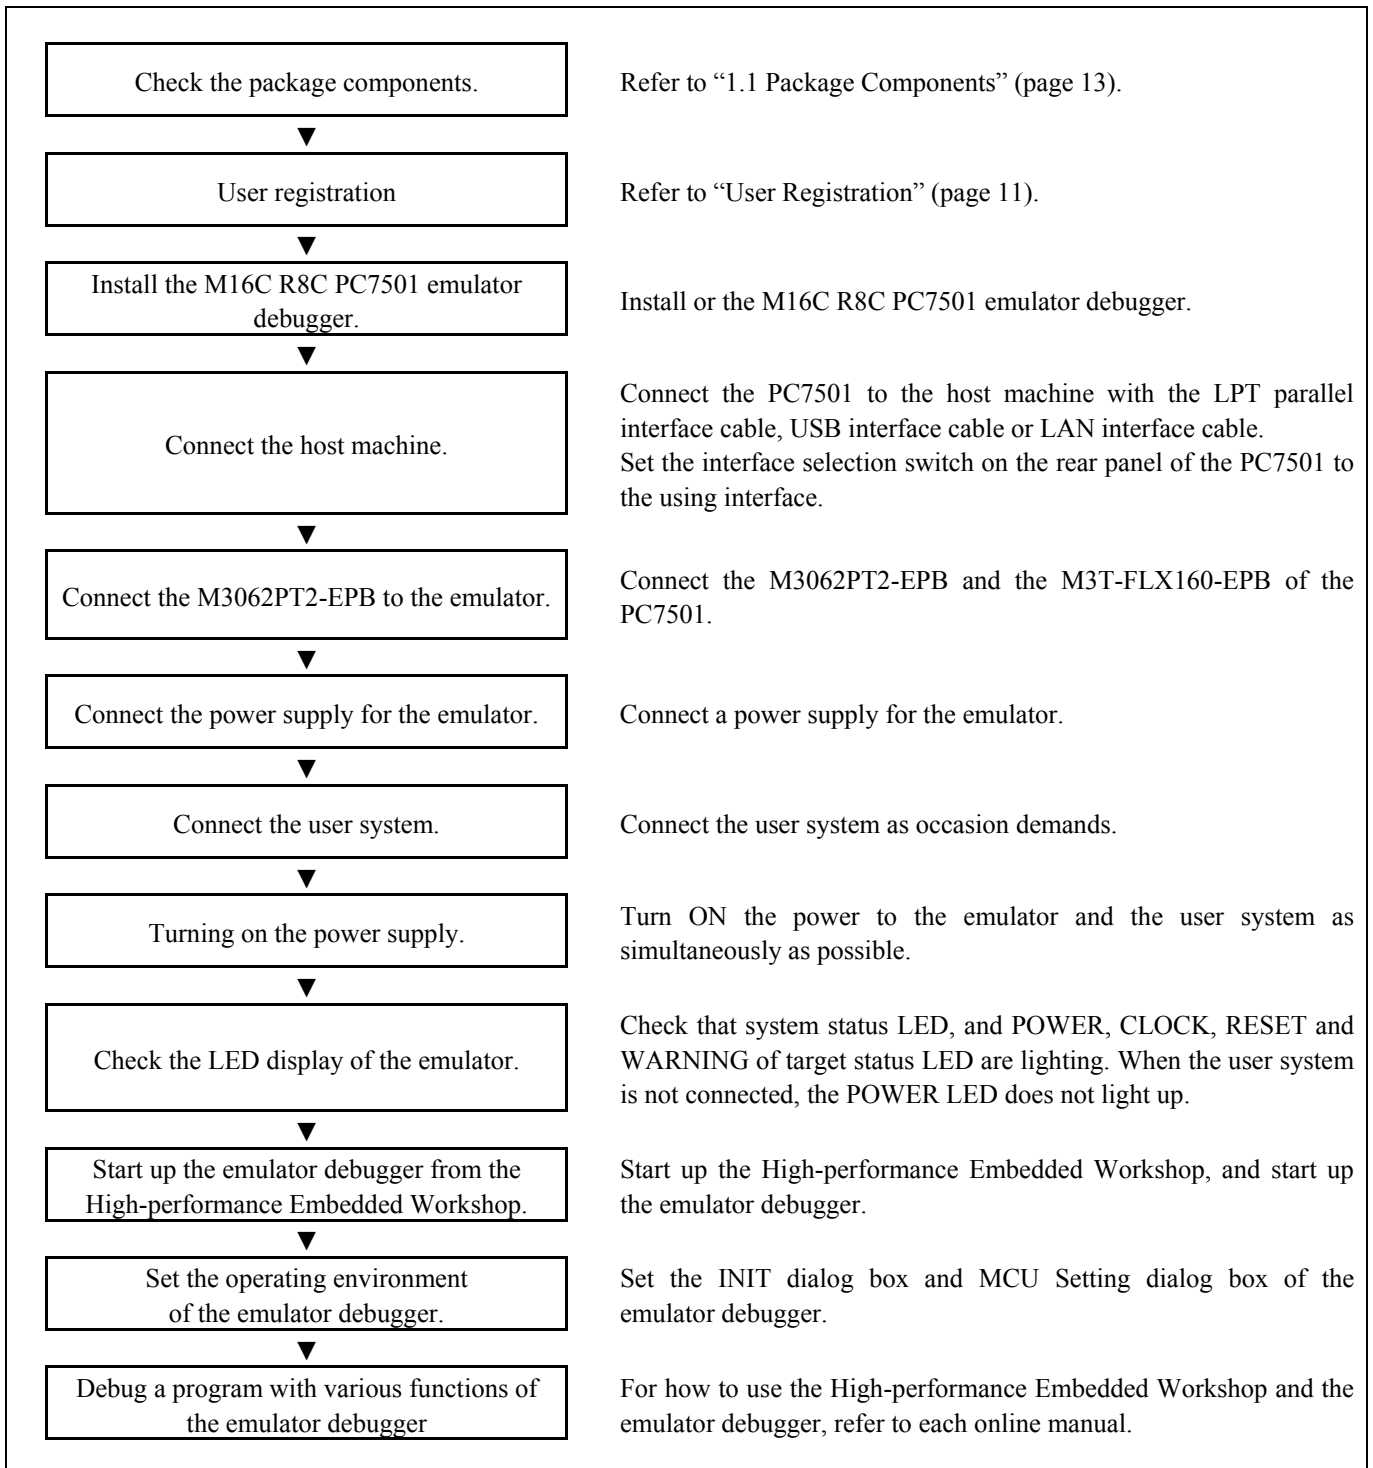 Check the package components.
Refer to “1.1 Package Components” (page 13).
▼
User registration
Refer to “User Registration” (page 11).
▼
Install the M16C R8C PC7501 emulator
debugger.
Install or the M16C R8C PC7501 emulator debugger.
▼
Connect the host machine.
Connect the PC7501 to the host machine with the LPT parallel
interface cable, USB interface cable or LAN interface cable.
Set the interface selection switch on the rear panel of the PC7501 to
the using interface.
▼
Connect the M3062PT2-EPB to the emulator.
Connect the M3062PT2-EPB and the M3T-FLX160-EPB of the
PC7501.
▼
Connect the power supply for the emulator.
Connect a power supply for the emulator.
▼
Connect the user system.
Connect the user system as occasion demands.
▼
Turning on the power supply.
Turn ON the power to the emulator and the user system as
simultaneously as possible.
▼
Check the LED display of the emulator.
Check that system status LED, and POWER, CLOCK, RESET and
WARNING of target status LED are lighting. When the user system
is not connected, the POWER LED does not light up.
▼
Start up the emulator debugger from the
High-performance Embedded Workshop.
Start up the High-performance Embedded Workshop, and start up
the emulator debugger.
▼
Set the operating environment
of the emulator debugger.
Set the INIT dialog box and MCU Setting dialog box of the
emulator debugger.
▼
Debug a program with various functions of
the emulator debugger
For how to use the High-performance Embedded Workshop and the
emulator debugger, refer to each online manual.